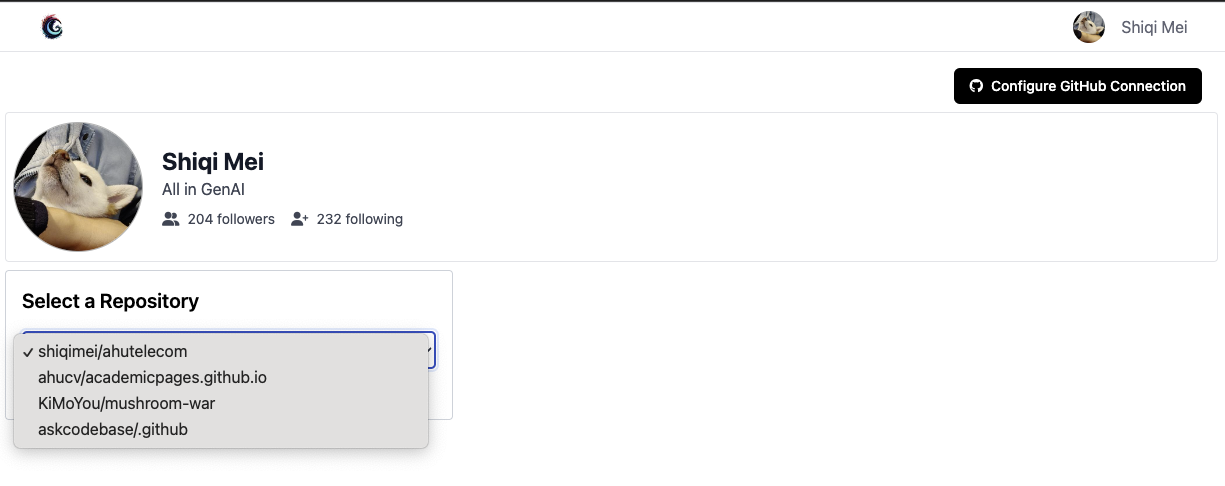 Shiqi Mei
Configure GitHub Connection
Shiqi Mei
All in GenAI
204 followers 232 following
Select a Repository
✓ shiqimei/ahutelecom
ahucv/academicpages.github.io
KiMoYou/mushroom-war
askcodebase/.github